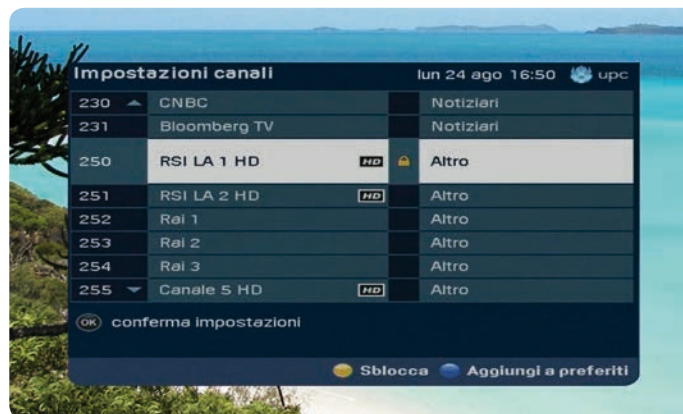 Impostazioni canali lun 24 ago 16:50 upc
230 CNBC Notiziari
231 Bloomberg TV Notiziari
250 RSI LA 1 HD HD Altro
251 RSI LA 2 HD HD Altro
252 Rai 1 Altro
253 Rai 2 Altro
254 Rai 3 Altro
255 Canale 5 HD HD Altro
OK conferma impostazioni
Sblocca Aggiungi a preferiti